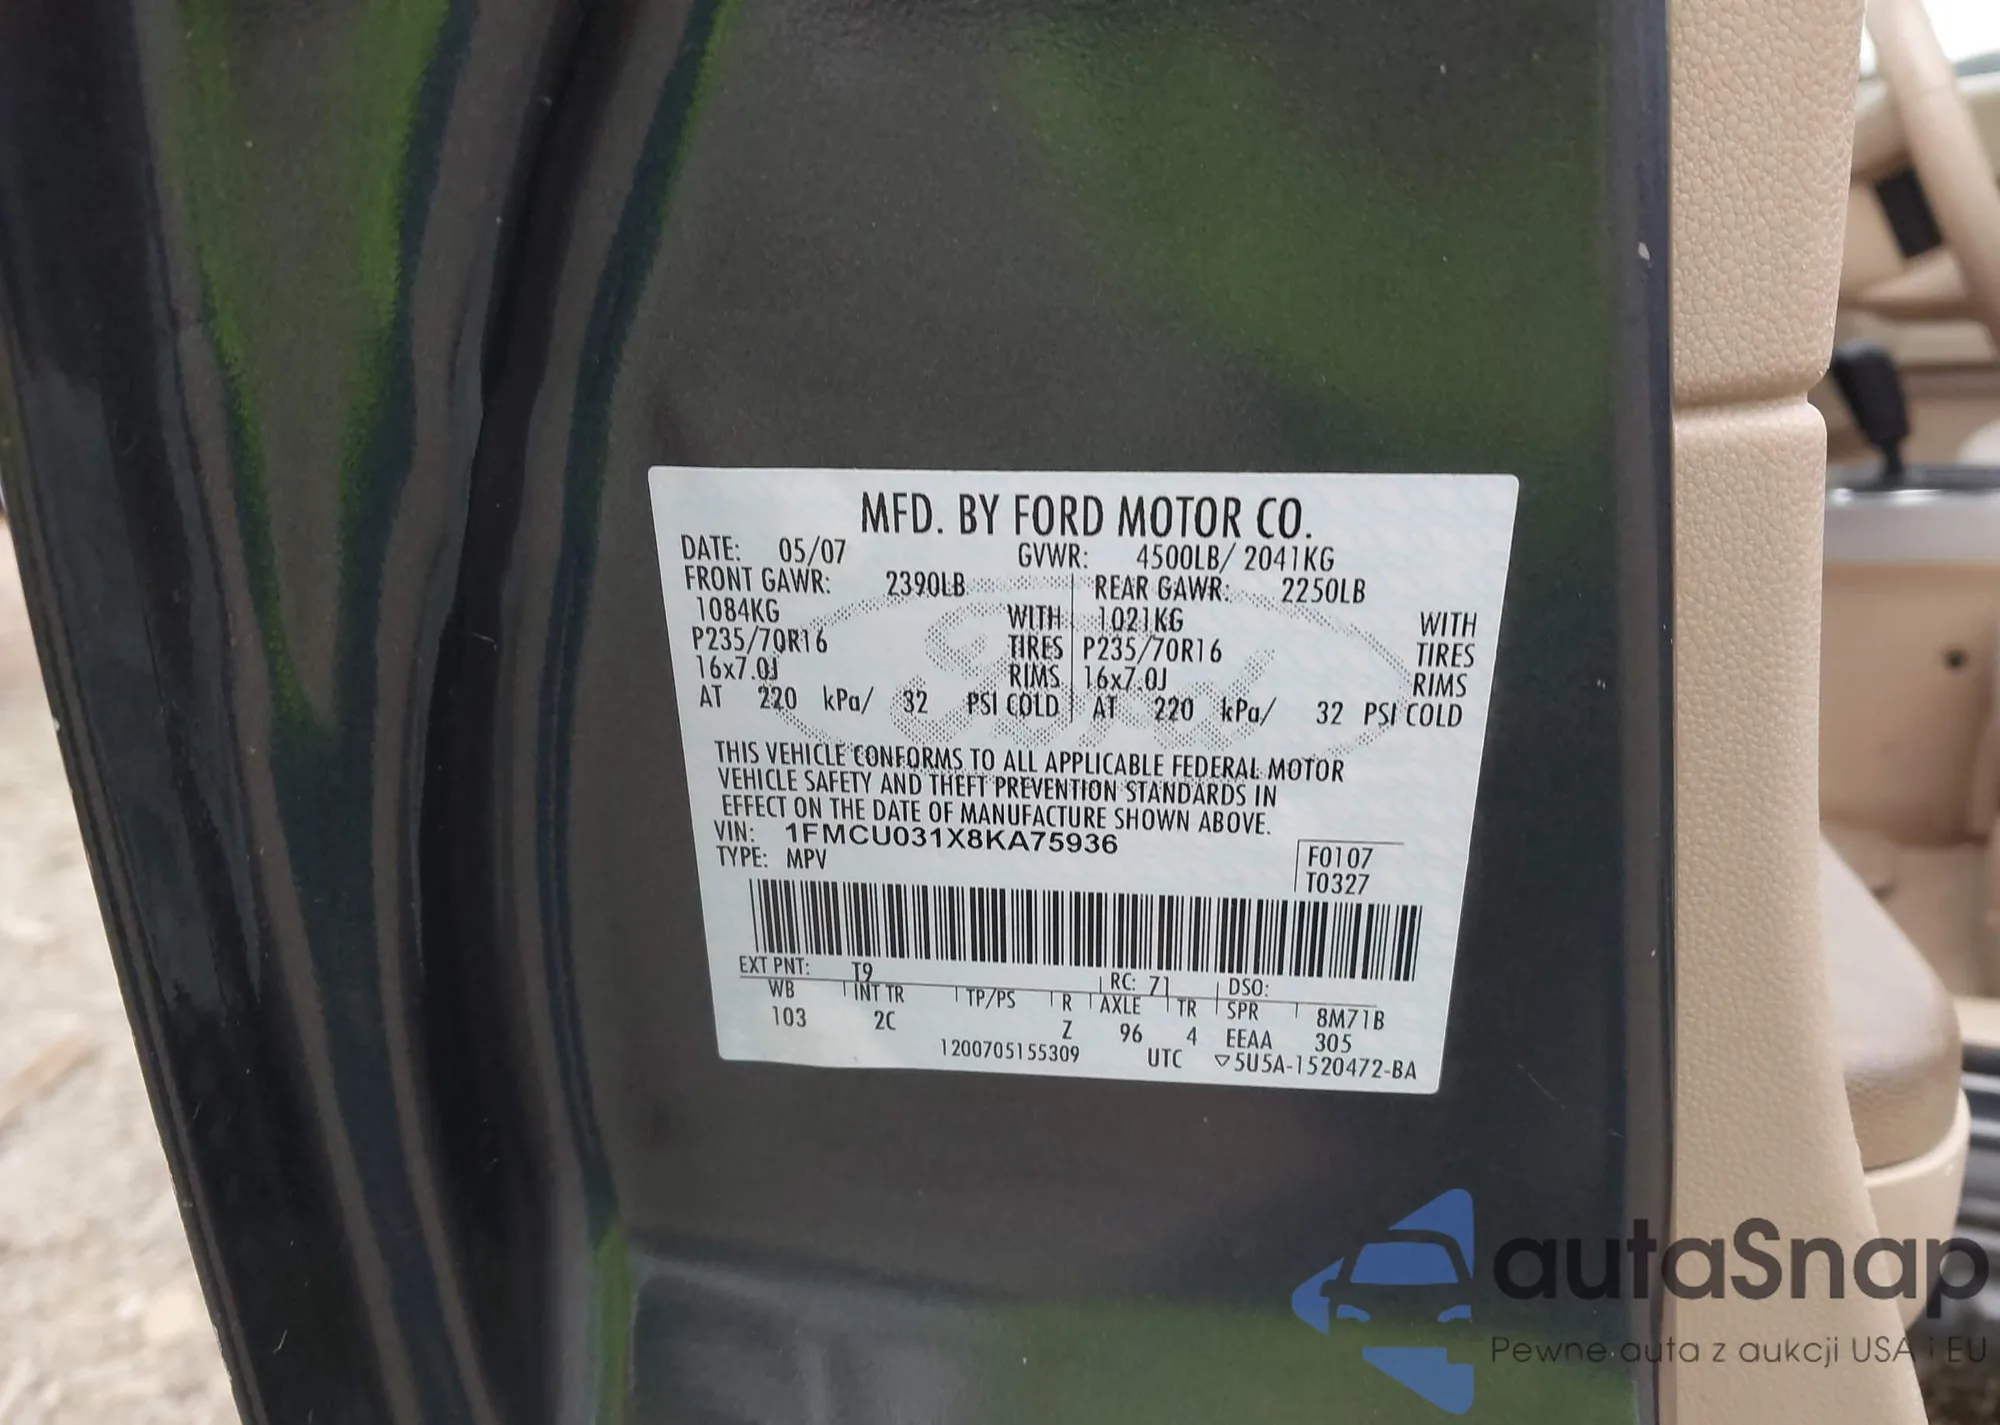 MFD. BY FORD MOTOR CO.
DATE: 05/07 GVWR: 4500LB/ 2041KG
FRONT GAWR: 2390LB REAR GAWR: 2250LB
1084KG WITH 1021KG WITH
P235/70R16 TIRES P235/70R16 TIRES
16x7.0J RIMS 16x7.0J RIMS
AT 220 kPa/ 32 PSI COLD AT 220 kPa/ 32 PSI COLD
THIS VEHICLE CONFORMS TO ALL APPLICABLE FEDERAL MOTOR
VEHICLE SAFETY AND THEFT PREVENTION STANDARDS IN
EFFECT ON THE DATE OF MANUFACTURE SHOWN ABOVE.
VIN: 1FMCU031X8KA75936
TYPE: MPV
F0107
T0327
EXT PNT: T9 RC: 71 DSO:
WB INT TR TP/PS R AXLE TR SPR 8M71B
103 2C Z 96 4 EEAA 305
1200705155309 UTC ▽5U5A-1520472-BA
autaSnap
Pewne auta z aukcji USA i EU